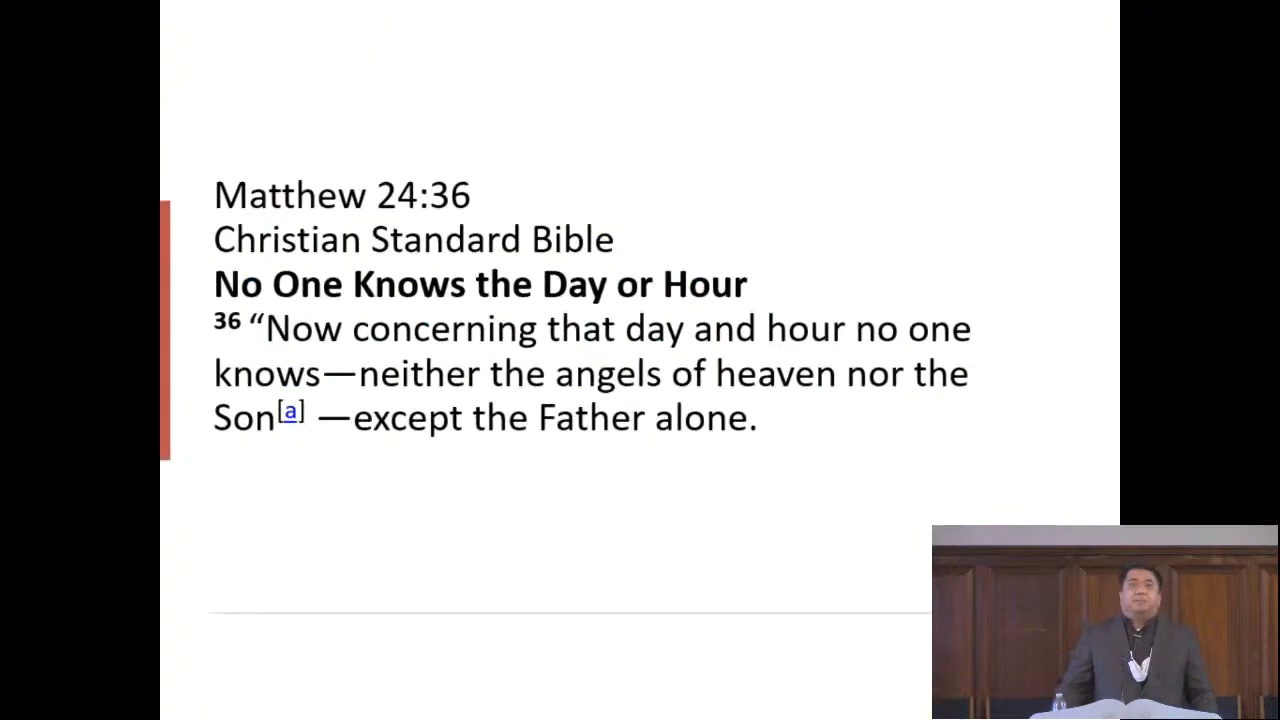 Matthew 24:36
Christian Standard Bible
No One Knows the Day or Hour
36 “Now concerning that day and hour no one
knows—neither the angels of heaven nor the
Son[a] —except the Father alone.